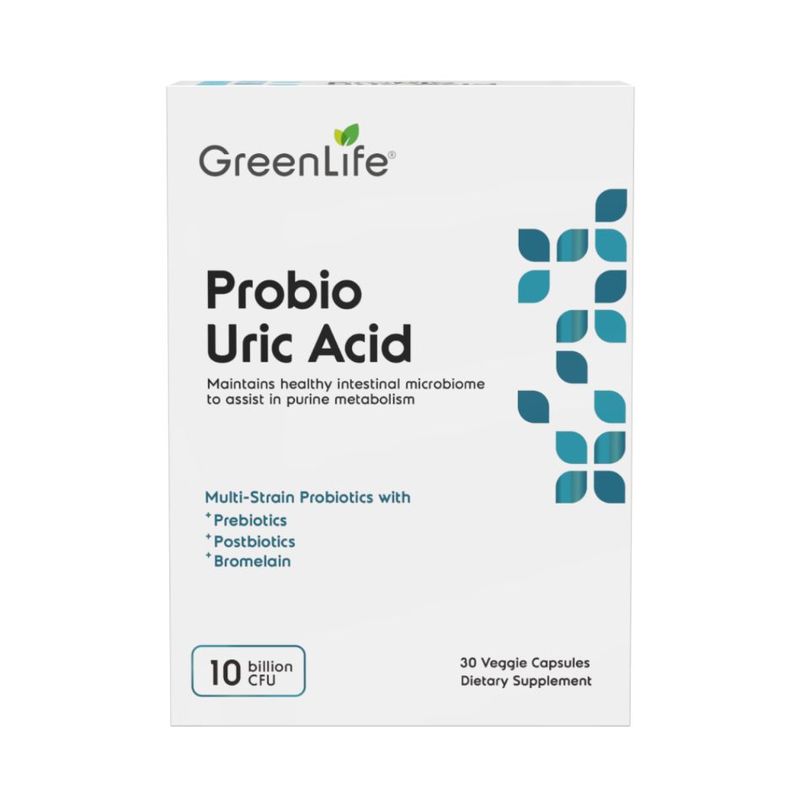 GreenLife®
Probio
Uric Acid
Maintains healthy intestinal microbiome
to assist in purine metabolism
Multi-Strain Probiotics with
+Prebiotics
+Postbiotics
+Bromelain
10 billion
CFU
30 Veggie Capsules
Dietary Supplement